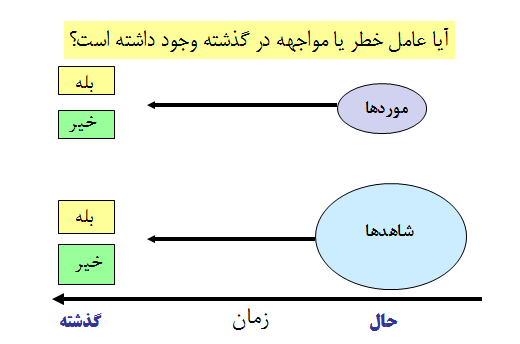 آیا عامل خطر یا مواجهه در گذشته وجود داشته است؟
موردها
بله
خیر
شاهدها
بله
خیر
حال
زمان
گذشته